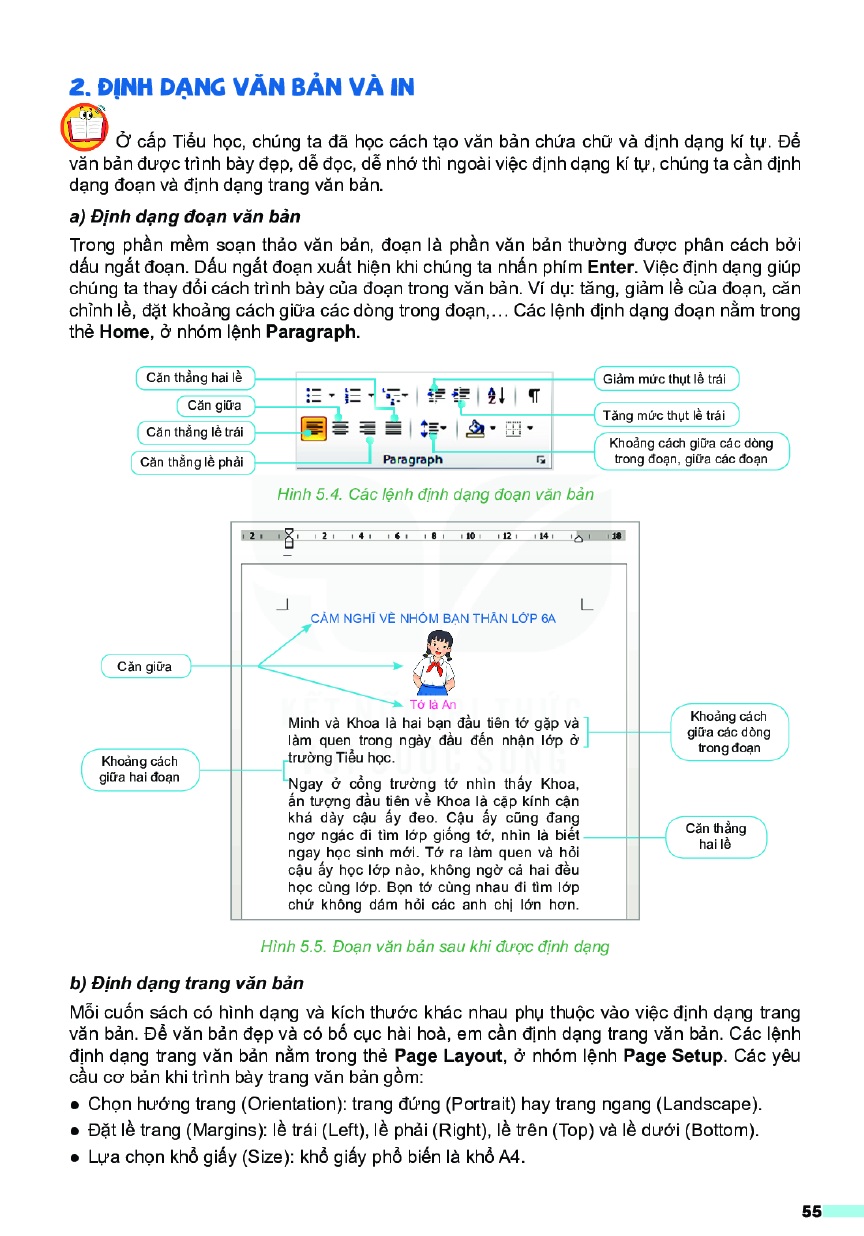 2. ĐỊNH DẠNG VĂN BẢN VÀ IN
Ở cấp Tiểu học, chúng ta đã học cách tạo văn bản chứa chữ và định dạng kí tự. Để
văn bản được trình bày đẹp, dễ đọc, dễ nhớ thì ngoài việc định dạng kí tự, chúng ta cần định
dạng đoạn và định dạng trang văn bản.
a) Định dạng đoạn văn bản
Trong phần mềm soạn thảo văn bản, đoạn là phần văn bản thường được phân cách bởi
dấu ngắt đoạn. Dấu ngắt đoạn xuất hiện khi chúng ta nhấn phím Enter. Việc định dạng giúp
chúng ta thay đổi cách trình bày của đoạn trong văn bản. Ví dụ: tăng, giảm lề của đoạn, căn
chỉnh lề, đặt khoảng cách giữa các dòng trong đoạn,... Các lệnh định dạng đoạn nằm trong
thẻ Home, ở nhóm lệnh Paragraph.
Căn thẳng hai lề
Căn giữa
Căn thẳng lề trái
Căn thẳng lề phải
Paragraph
Giảm mức thụt lề trái
Tăng mức thụt lề trái
Khoảng cách giữa các dòng
trong đoạn, giữa các đoạn
Hình 5.4. Các lệnh định dạng đoạn văn bản
2 2 4 6 8 10 12 14 18
CẢM NGHĨ VỀ NHÓM BẠN THÂN LỚP 6A
Căn giữa
Tớ là An
Minh và Khoa là hai bạn đầu tiên tớ gặp và
làm quen trong ngày đầu đến nhận lớp ở
trường Tiểu học.
Khoảng cách
giữa các dòng
trong đoạn
Khoảng cách
giữa hai đoạn
Ngay ở cổng trường tớ nhìn thấy Khoa,
ấn tượng đầu tiên về Khoa là cặp kính cận
khá dày cậu ấy đeo. Cậu ấy cũng đang
ngơ ngác đi tìm lớp giống tớ, nhìn là biết
ngay học sinh mới. Tớ ra làm quen và hỏi
cậu ấy học lớp nào, không ngờ cả hai đều
học cùng lớp. Bọn tớ cùng nhau đi tìm lớp
chứ không dám hỏi các anh chị lớn hơn.
Căn thẳng
hai lề
Hình 5.5. Đoạn văn bản sau khi được định dạng
b) Định dạng trang văn bản
Mỗi cuốn sách có hình dạng và kích thước khác nhau phụ thuộc vào việc định dạng trang
văn bản. Để văn bản đẹp và có bố cục hài hoà, em cần định dạng trang văn bản. Các lệnh
định dạng trang văn bản nằm trong thẻ Page Layout, ở nhóm lệnh Page Setup. Các yêu
cầu cơ bản khi trình bày trang văn bản gồm:
● Chọn hướng trang (Orientation): trang đứng (Portrait) hay trang ngang (Landscape).
● Đặt lề trang (Margins): lề trái (Left), lề phải (Right), lề trên (Top) và lề dưới (Bottom).
● Lựa chọn khổ giấy (Size): khổ giấy phổ biến là khổ A4.
55